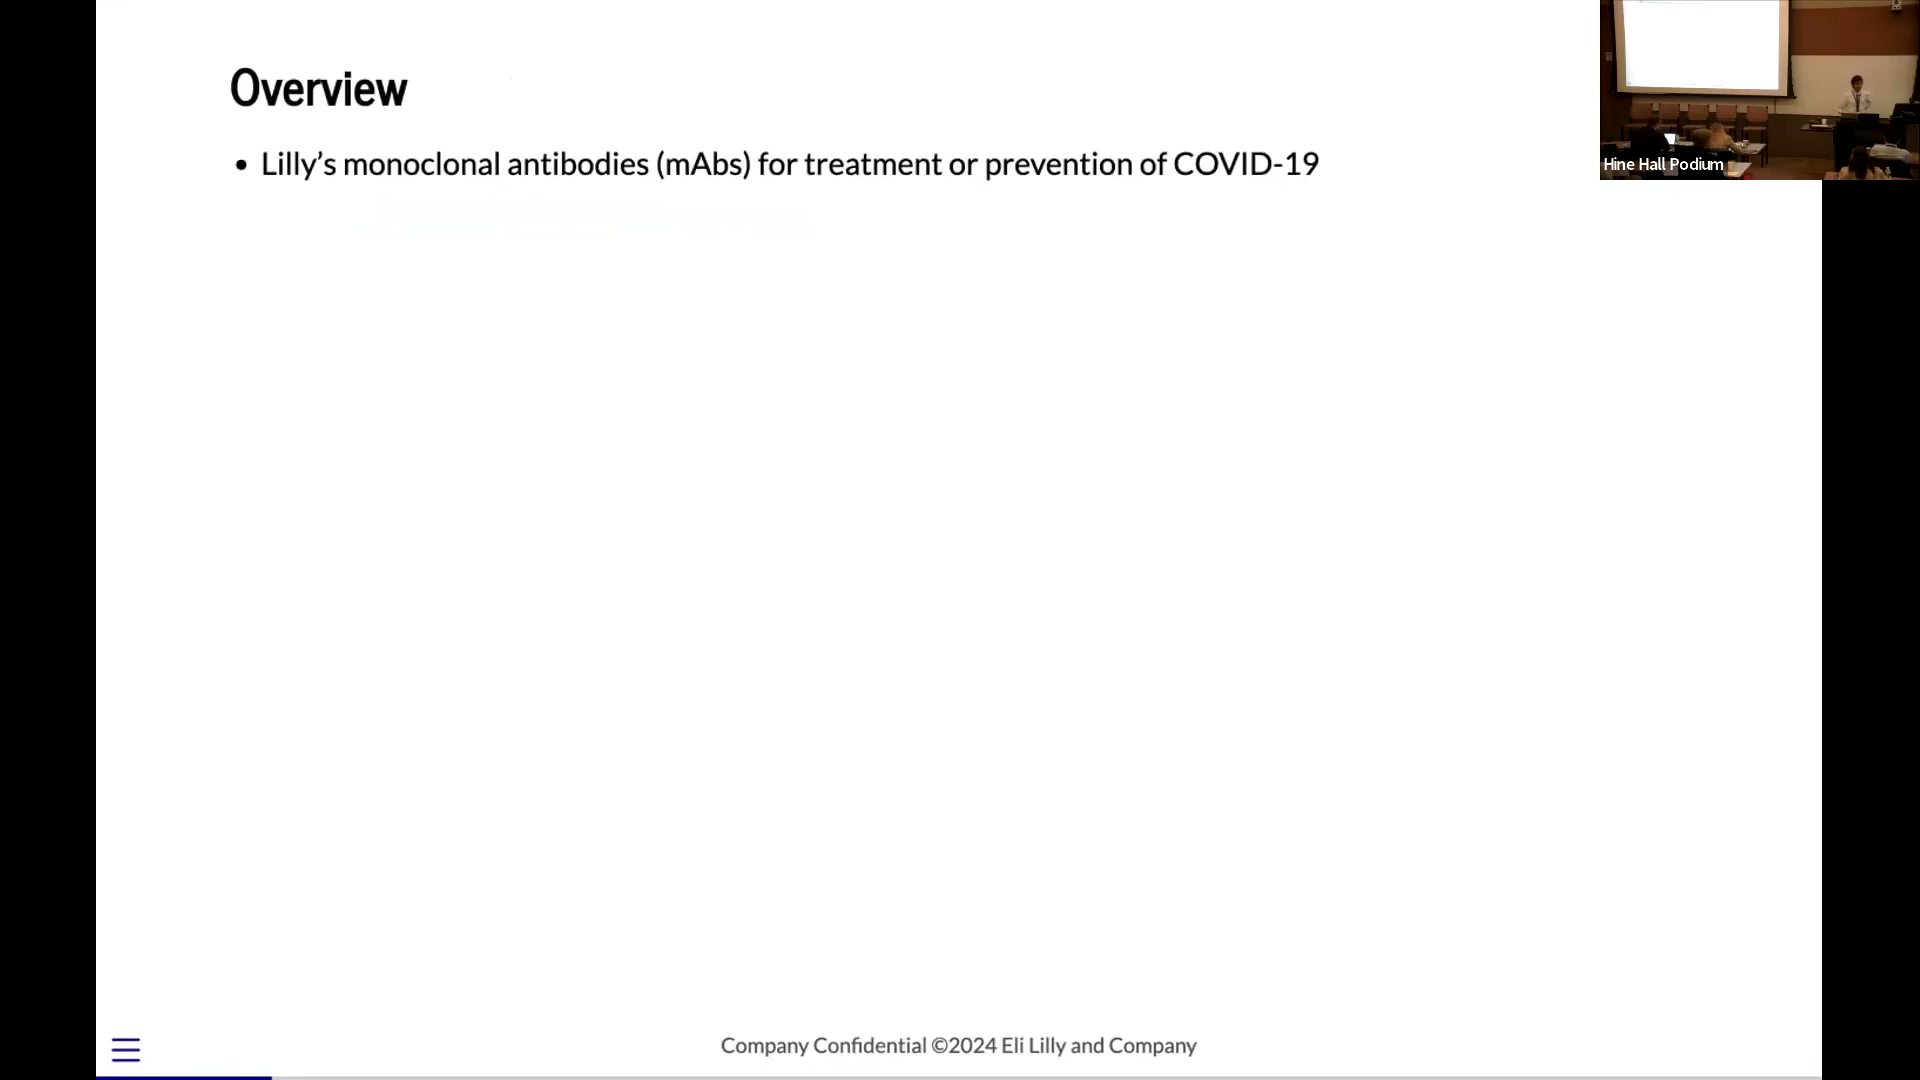 Overview
• Lilly’s monoclonal antibodies (mAbs) for treatment or prevention of COVID-19
Hine Hall Podium
Company Confidential ©2024 Eli Lilly and Company